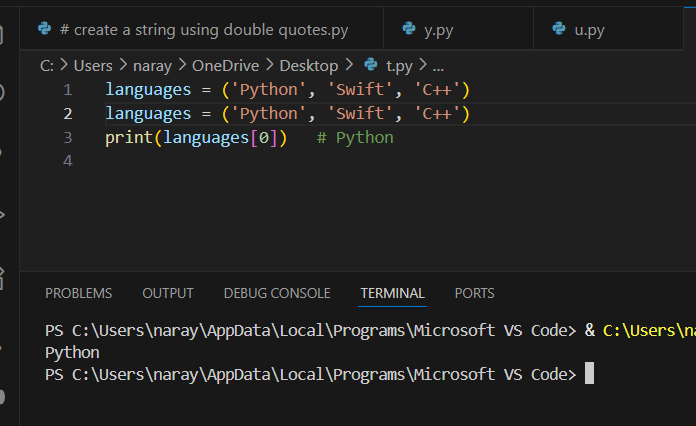 # create a string using double quotes.py y.py u.py
C: > Users > naray > OneDrive > Desktop > t.py > ...
1 languages = ('Python', 'Swift', 'C++')
2 languages = ('Python', 'Swift', 'C++')
3 print(languages[0]) # Python
4
PROBLEMS OUTPUT DEBUG CONSOLE TERMINAL PORTS
PS C:\Users\naray\AppData\Local\Programs\Microsoft VS Code> & C:\Users\na
Python
PS C:\Users\naray\AppData\Local\Programs\Microsoft VS Code>